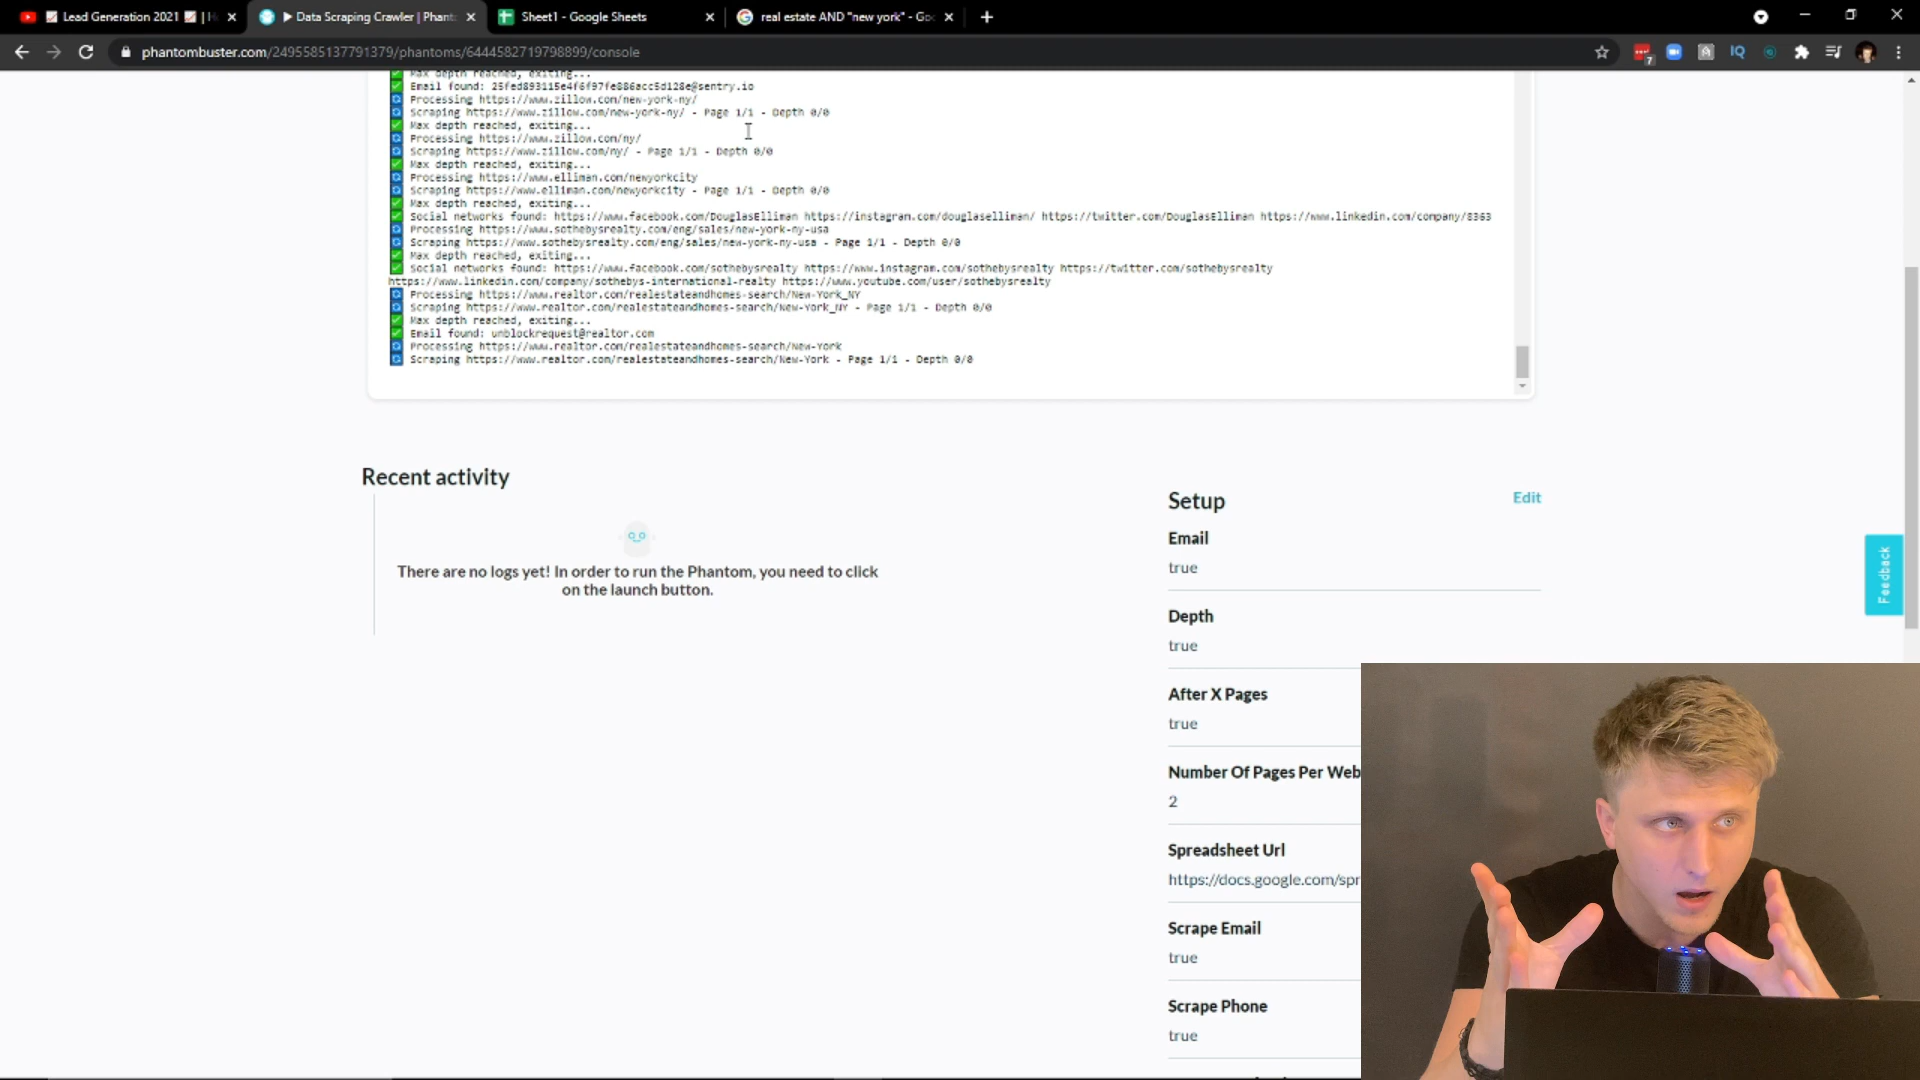 Lead Generation 2021
Data Scraping Crawler | Phant
Sheet1 - Google Sheets
real estate AND "new york" - Go
phantombuster.com/2495585137791379/phantoms/6444582719798899/console
7
IQ
Max depth reached, exiting...
Email found: 25fed893115e4f6f97fe886acc5d128e@sentry.io
Processing https://www.zillow.com/new-york-ny/
Scraping https://www.zillow.com/new-york-ny/ - Page 1/1 - Depth 0/0
Max depth reached, exiting...
Processing https://www.zillow.com/ny/
Scraping https://www.zillow.com/ny/ - Page 1/1 - Depth 0/0
Max depth reached, exiting...
Processing https://www.elliman.com/newyorkcity
Scraping https://www.elliman.com/newyorkcity - Page 1/1 - Depth 0/0
Max depth reached, exiting...
Social networks found: https://www.facebook.com/DouglasElliman https://instagram.com/douglaselliman/ https://twitter.com/DouglasElliman https://www.linkedin.com/company/8363
Processing https://www.sothebysrealty.com/eng/sales/new-york-ny-usa
Scraping https://www.sothebysrealty.com/eng/sales/new-york-ny-usa - Page 1/1 - Depth 0/0
Max depth reached, exiting...
Social networks found: https://www.facebook.com/sothebysrealty https://www.instagram.com/sothebysrealty https://twitter.com/sothebysrealty
https://www.linkedin.com/company/sothebys-international-realty https://www.youtube.com/user/sothebysrealty
Processing https://www.realtor.com/realestateandhomes-search/New-York_NY
Scraping https://www.realtor.com/realestateandhomes-search/New-York_NY - Page 1/1 - Depth 0/0
Max depth reached, exiting...
Email found: unblockrequest@realtor.com
Processing https://www.realtor.com/realestateandhomes-search/New-York
Scraping https://www.realtor.com/realestateandhomes-search/New-York - Page 1/1 - Depth 0/0
Recent activity
There are no logs yet! In order to run the Phantom, you need to click
on the launch button.
Setup
Edit
Email
true
Depth
true
After X Pages
true
Number Of Pages Per Web
2
Spreadsheet Url
https://docs.google.com/spr
Scrape Email
true
Scrape Phone
true
Feedback